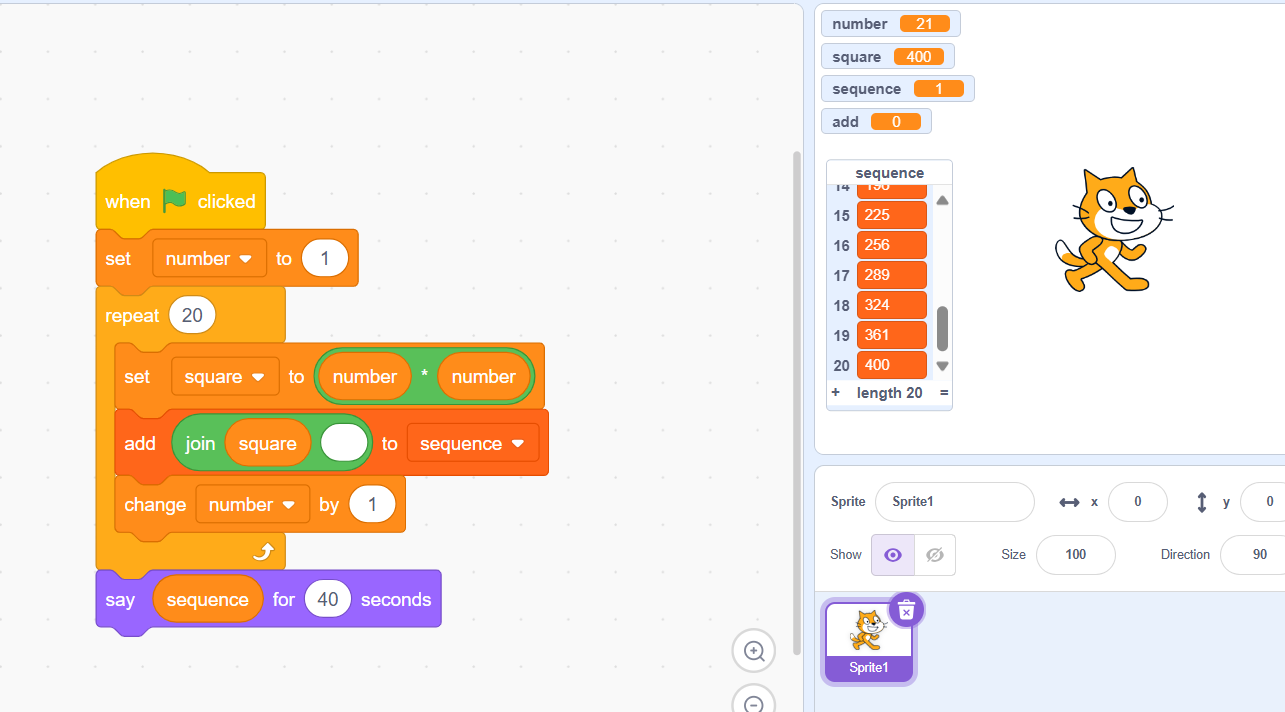 when clicked
set number to 1
repeat 20
set square to number * number
add join square to sequence
change number by 1
say sequence for 40 seconds
number 21
square 400
sequence 1
add 0
sequence
14 196
15 225
16 256
17 289
18 324
19 361
20 400
+ length 20 =
Sprite Sprite1 x 0 y 0
Show Size 100 Direction 90
Sprite1